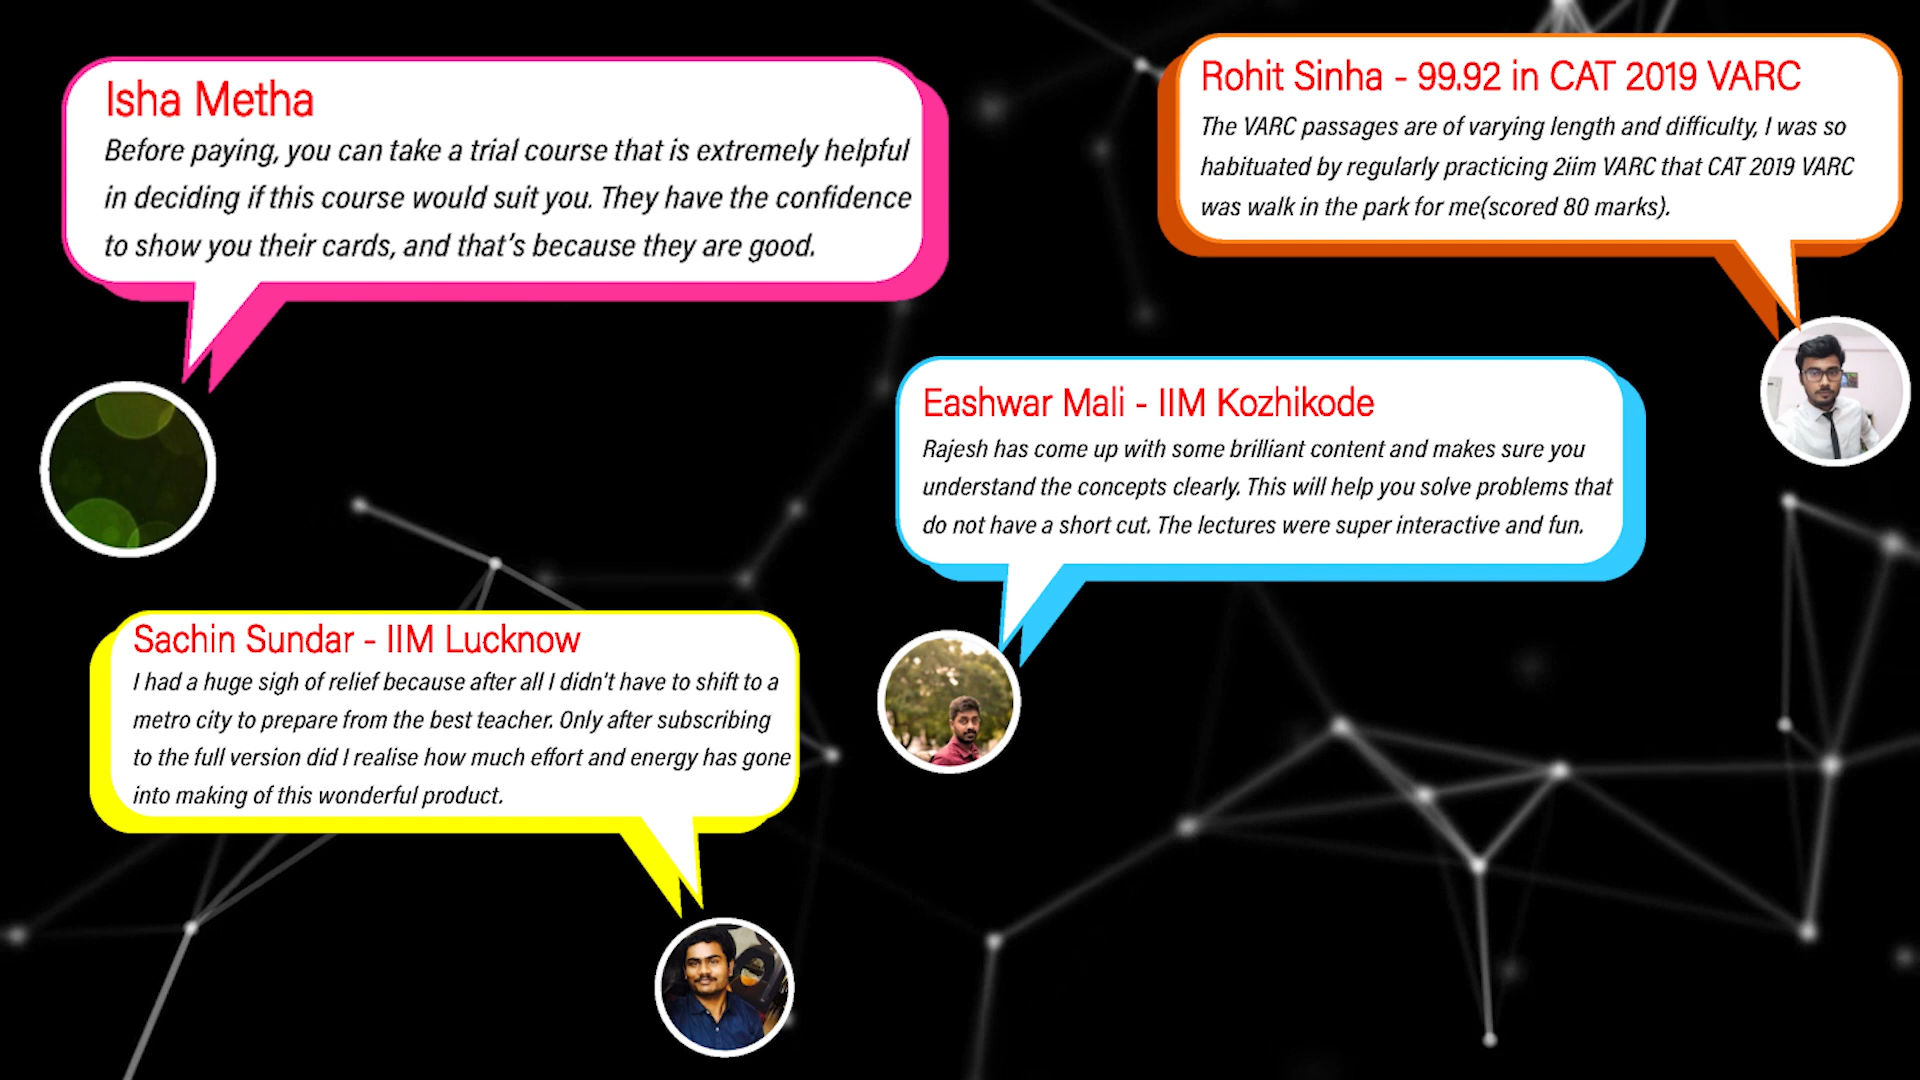 Isha Metha
Before paying, you can take a trial course that is extremely helpful
in deciding if this course would suit you. They have the confidence
to show you their cards, and that's because they are good.
Rohit Sinha - 99.92 in CAT 2019 VARC
The VARC passages are of varying length and difficulty, I was so
habituated by regularly practicing 2iim VARC that CAT 2019 VARC
was walk in the park for me(scored 80 marks).
Eashwar Mali - IIM Kozhikode
Rajesh has come up with some brilliant content and makes sure you
understand the concepts clearly. This will help you solve problems that
do not have a short cut. The lectures were super interactive and fun.
Sachin Sundar - IIM Lucknow
I had a huge sigh of relief because after all I didn't have to shift to a
metro city to prepare from the best teacher. Only after subscribing
to the full version did I realise how much effort and energy has gone
into making of this wonderful product.